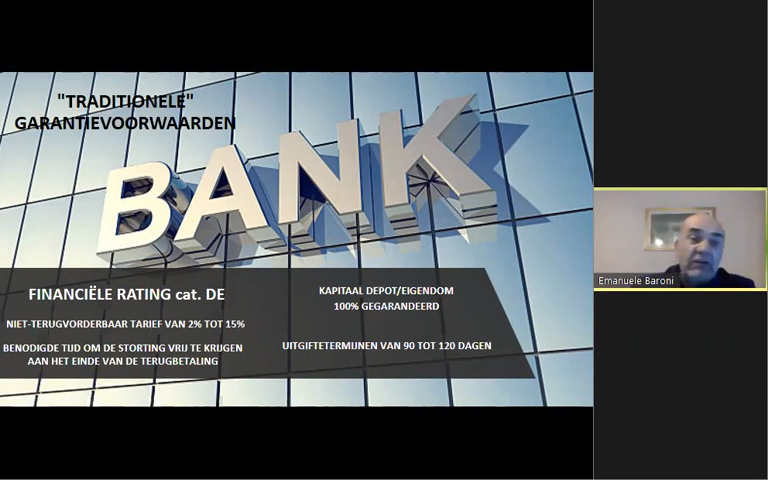 "TRADITIONELE"
GARANTIEVOORWAARDEN
BANK
FINANCIËLE RATING cat. DE
NIET-TERUGVORDERBAAR TARIEF VAN 2% TOT 15%
BENODIGDE TIJD OM DE STORTING VRIJ TE KRIJGEN
AAN HET EINDE VAN DE TERUGBETALING
KAPITAAL DEPOT/EIGENDOM
100% GEGARANDEERD
UITGIFTETERMIJNEN VAN 90 TOT 120 DAGEN
Emanuele Baroni